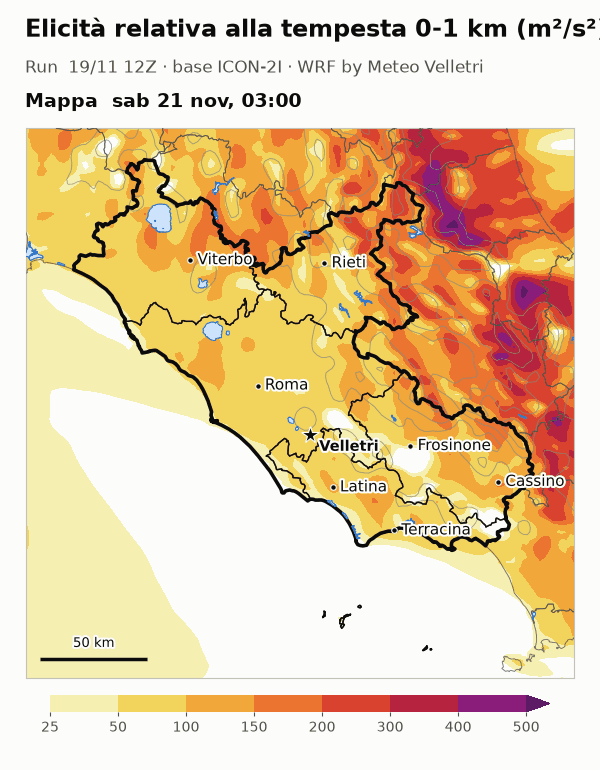 Elicità relativa alla tempesta 0-1 km (m²/s²)
Run 19/11 12Z · base ICON-2I · WRF by Meteo Velletri
Mappa sab 21 nov, 03:00
Viterbo
Rieti
Roma
Velletri
Frosinone
Latina
Cassino
Terracina
50 km
25 50 100 150 200 300 400 500